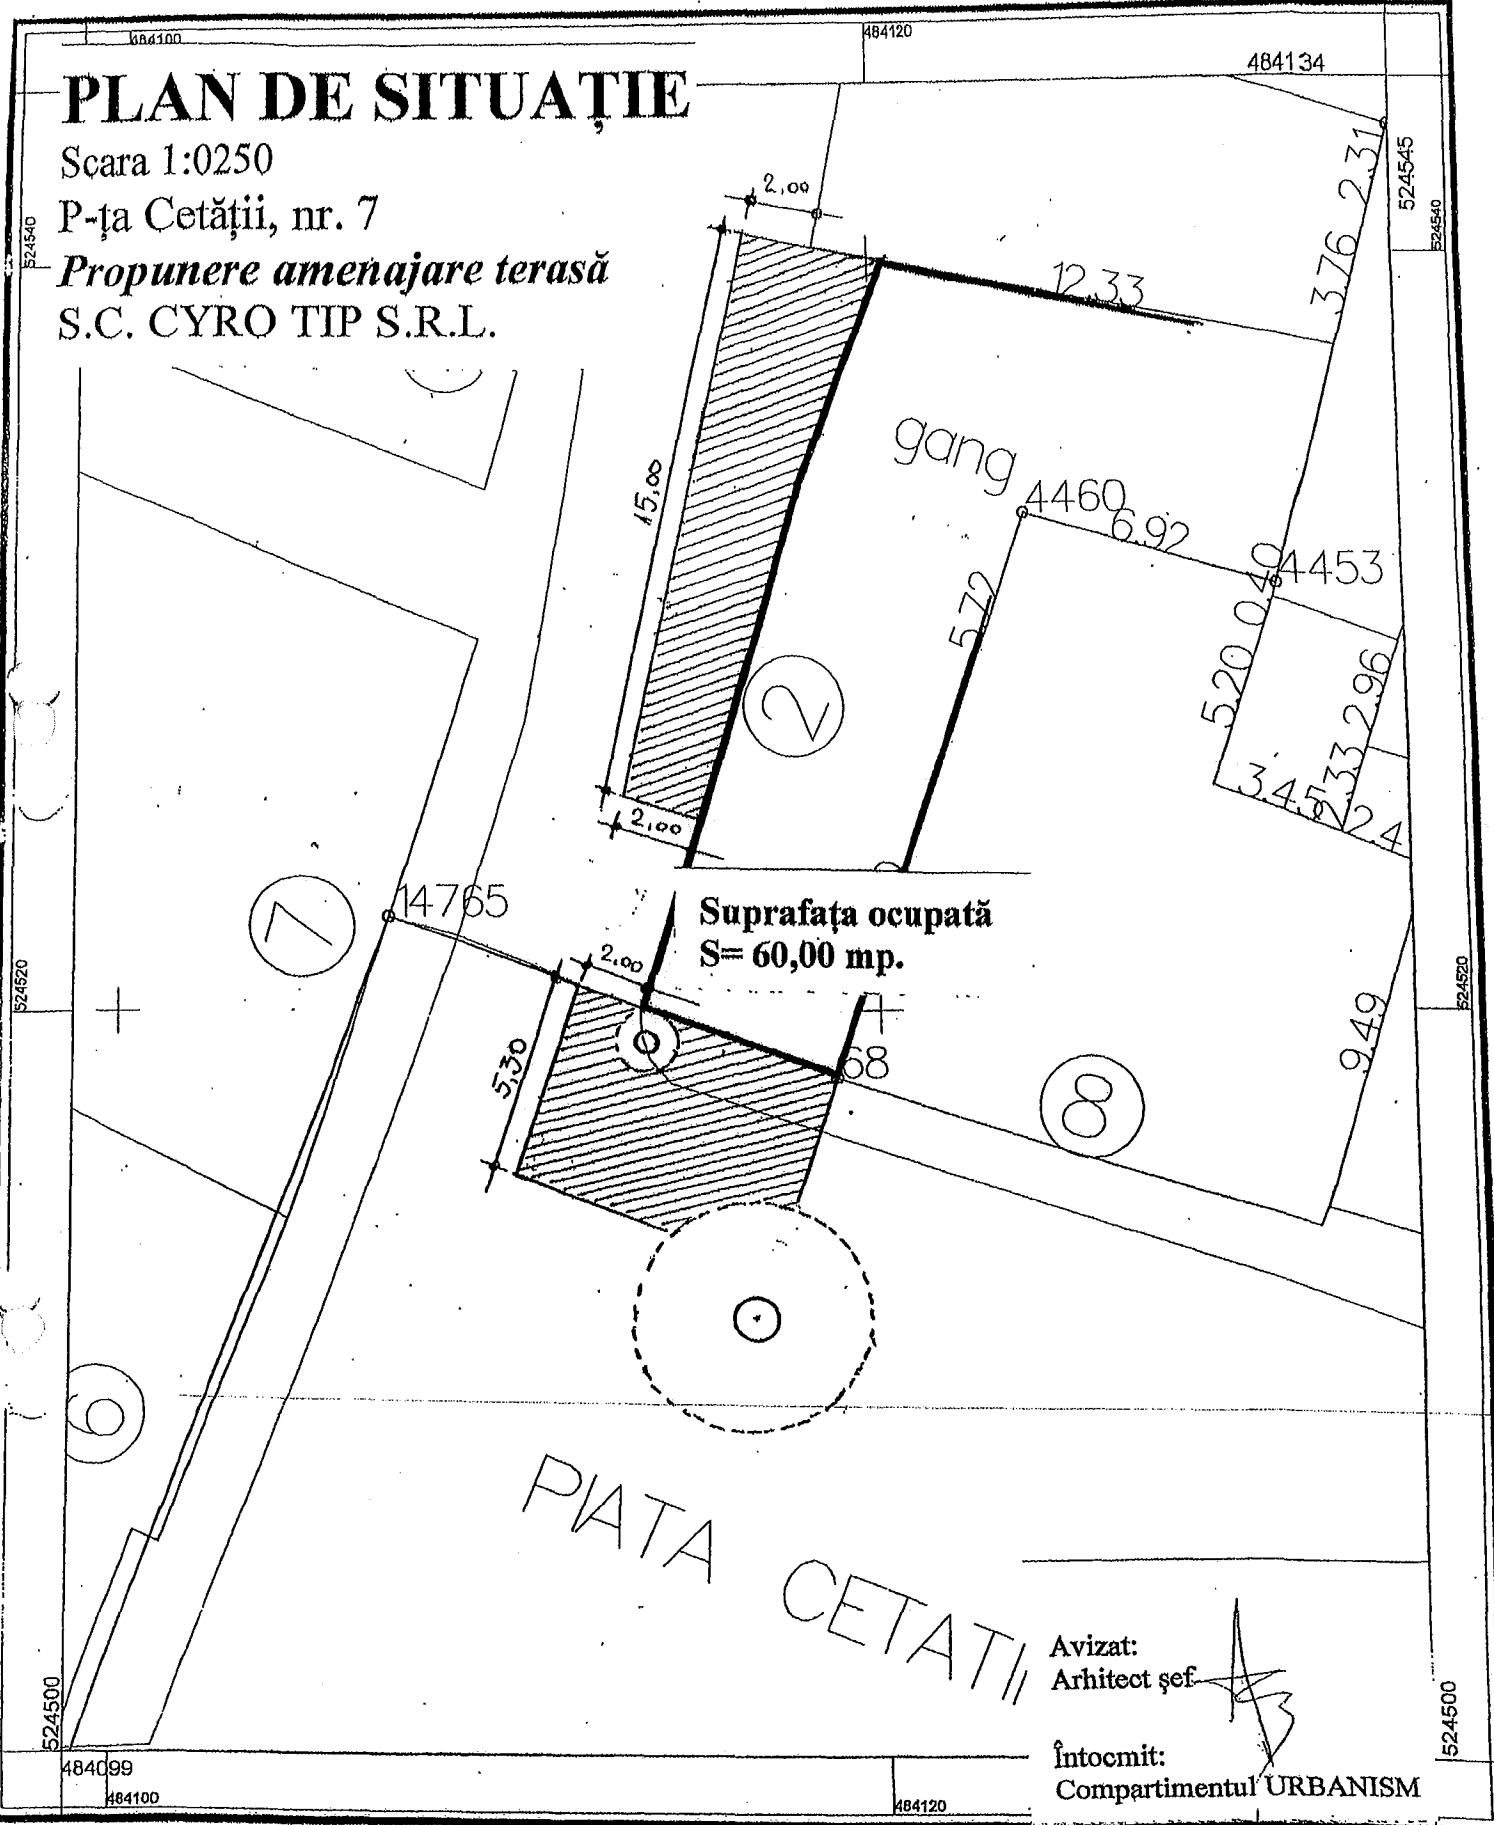 484100
484120
484134
PLAN DE SITUAȚIE
Scara 1:0250
P-ța Cetății, nr. 7
Propunere amenajare terasă
S.C. CYRO TIP S.R.L.
524540
524545
524540
2,00
12.33
2.31
3.76
15,00
gang
4460
6.92
4453
0.40
5.72
5.20
2.96
2
2.33
3.45
2.4
2,00
7
14765
Suprafața ocupată
S= 60,00 mp.
2,00
524520
524520
5,30
68
8
9.49
6
PIATA CETATII
Avizat:
Arhitect șef
Întocmit:
Compartimentul URBANISM
524500
524500
484099
484100
484120